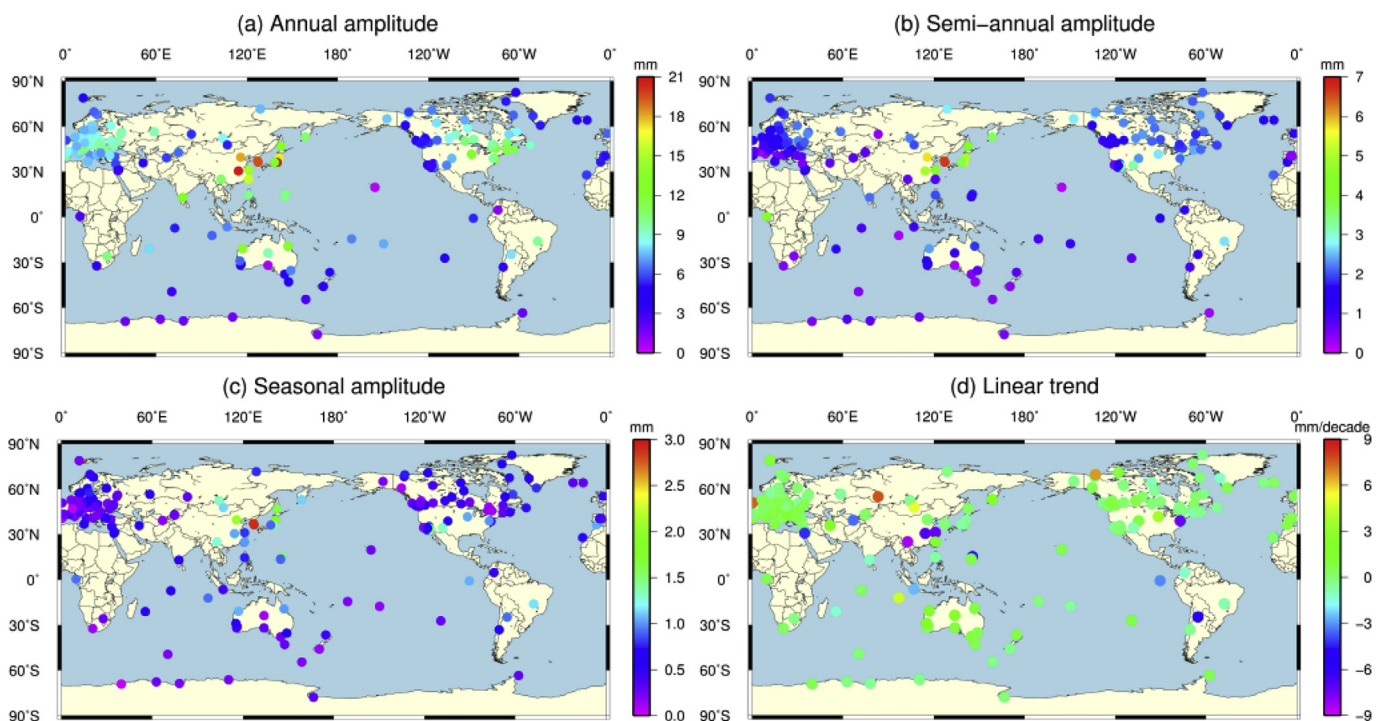 (a) Annual amplitude
0° 60°E 120°E 180° −120°W 60°W 0°
mm
90°N
60°N
30°N
0°
30°S
60°S
90°S
21
18
15
12
9
6
3
0
(b) Semi−annual amplitude
0° 60°E 120°E 180° −120°W 60°W 0°
mm
90°N
60°N
30°N
0°
30°S
60°S
90°S
7
6
5
4
3
2
1
0
(c) Seasonal amplitude
0° 60°E 120°E 180° −120°W 60°W 0°
mm
90°N
60°N
30°N
0°
30°S
60°S
90°S
3.0
2.5
2.0
1.5
1.0
0.5
0.0
(d) Linear trend
0° 60°E 120°E 180° −120°W 60°W 0°
mm/decade
90°N
60°N
30°N
0°
30°S
60°S
90°S
9
6
3
0
−3
−6
−9